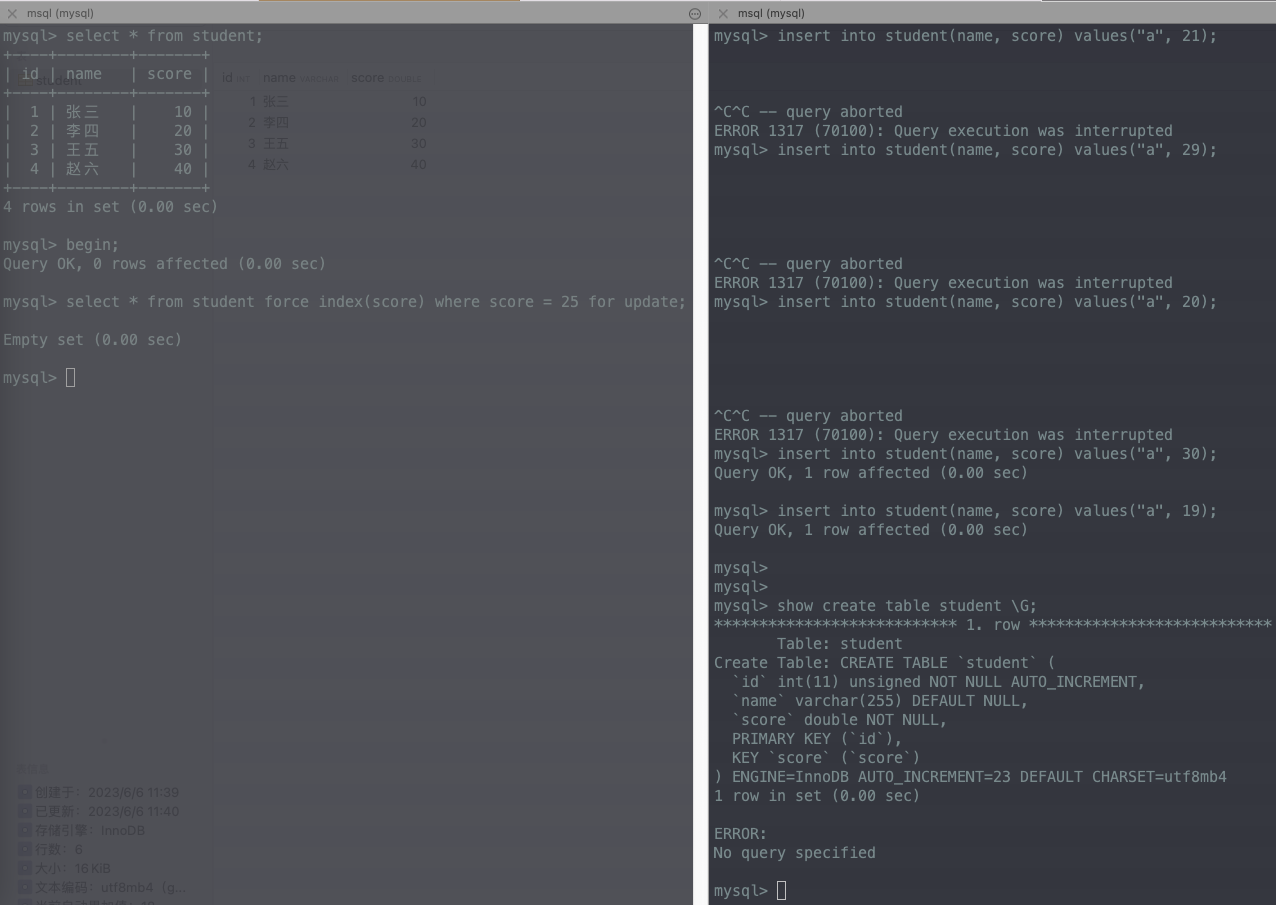 msql (mysql)
mysql> select * from student;
+----+--------+-------+
| id | name   | score |
+----+--------+-------+
|  1 | 张三   |    10 |
|  2 | 李四   |    20 |
|  3 | 王五   |    30 |
|  4 | 赵六   |    40 |
+----+--------+-------+
4 rows in set (0.00 sec)
mysql> begin;
Query OK, 0 rows affected (0.00 sec)
mysql> select * from student force index(score) where score = 25 for update;
Empty set (0.00 sec)
mysql>
student
id INT name VARCHAR score DOUBLE
1 张三 10
2 李四 20
3 王五 30
4 赵六 40
创建于: 2023/6/6 11:39
已更新: 2023/6/6 11:40
存储引擎: InnoDB
行数: 6
大小: 16 KiB
文本编码: utf8mb4 (g...
msql (mysql)
mysql> insert into student(name, score) values("a", 21);
^C^C -- query aborted
ERROR 1317 (70100): Query execution was interrupted
mysql> insert into student(name, score) values("a", 29);
^C^C -- query aborted
ERROR 1317 (70100): Query execution was interrupted
mysql> insert into student(name, score) values("a", 20);
^C^C -- query aborted
ERROR 1317 (70100): Query execution was interrupted
mysql> insert into student(name, score) values("a", 30);
Query OK, 1 row affected (0.00 sec)
mysql> insert into student(name, score) values("a", 19);
Query OK, 1 row affected (0.00 sec)
mysql>
mysql>
mysql> show create table student \G;
*************************** 1. row ***************************
Table: student
Create Table: CREATE TABLE `student` (
`id` int(11) unsigned NOT NULL AUTO_INCREMENT,
`name` varchar(255) DEFAULT NULL,
`score` double NOT NULL,
PRIMARY KEY (`id`),
KEY `score` (`score`)
) ENGINE=InnoDB AUTO_INCREMENT=23 DEFAULT CHARSET=utf8mb4
1 row in set (0.00 sec)
ERROR:
No query specified
mysql>